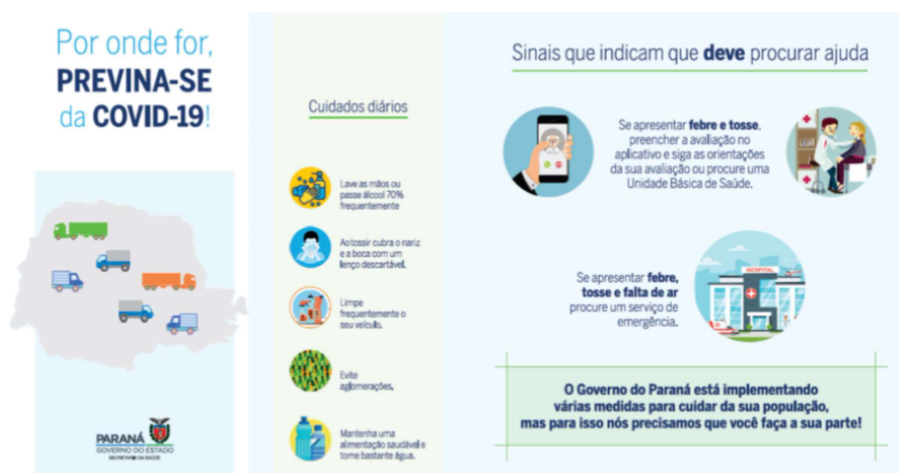 Por onde for,
PREVINA-SE
da COVID-19!
PARANÁ
GOVERNO DO ESTADO
SECRETARIA DA SAÚDE
Cuidados diários
Lave as mãos ou
passe álcool 70%
frequentemente
Ao tossir cubra o nariz
e a boca com um
lenço descartável.
Limpe
frequentemente o
seu veículo.
Evite
aglomerações.
Mantenha uma
alimentação saudável e
tome bastante água.
Sinais que indicam que deve procurar ajuda
Se apresentar febre e tosse,
preencher a avaliação no
aplicativo e siga as orientações
da sua avaliação ou procure uma
Unidade Básica de Saúde.
HOSPITAL
Se apresentar febre,
tosse e falta de ar
procure um serviço de
emergência.
O Governo do Paraná está implementando
várias medidas para cuidar da sua população,
mas para isso nós precisamos que você faça a sua parte!